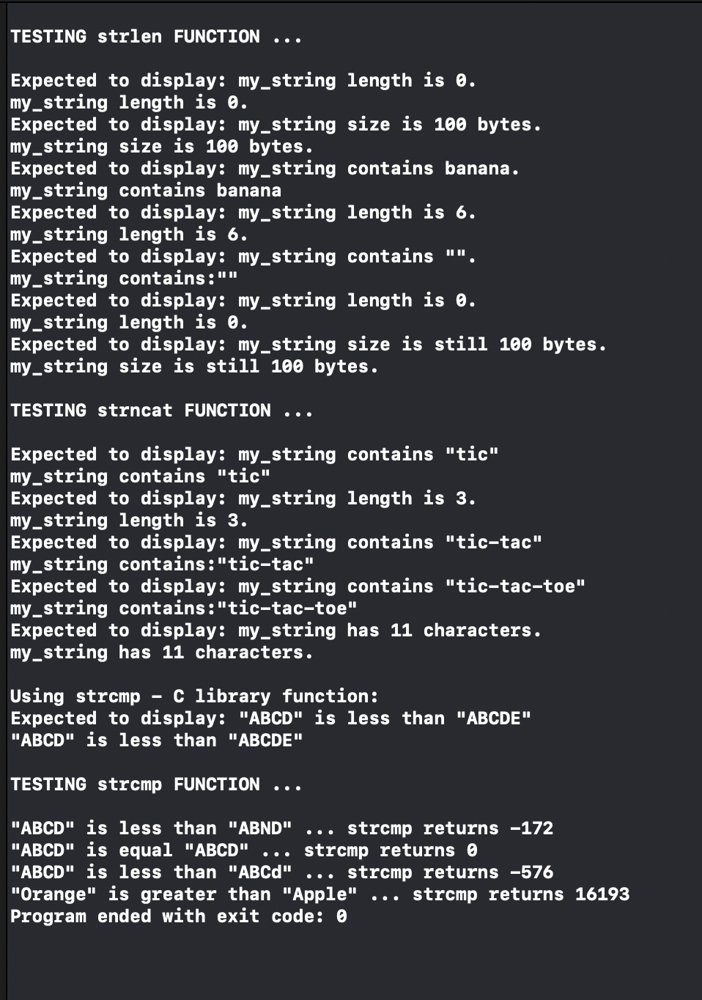 TESTING strlen FUNCTION ...
Expected to display: my_string length is 0.
my_string length is 0.
Expected to display: my_string size is 100 bytes.
my_string size is 100 bytes.
Expected to display: my_string contains banana.
my_string contains banana
Expected to display: my_string length is 6.
my_string length is 6.
Expected to display: my_string contains "".
my_string contains:""
Expected to display: my_string length is 0.
my_string length is 0.
Expected to display: my_string size is still 100 bytes.
my_string size is still 100 bytes.
TESTING strncat FUNCTION ...
Expected to display: my_string contains "tic"
my_string contains "tic"
Expected to display: my_string length is 3.
my_string length is 3.
Expected to display: my_string contains "tic-tac"
my_string contains:"tic-tac"
Expected to display: my_string contains "tic-tac-toe"
my_string contains:"tic-tac-toe"
Expected to display: my_string has 11 characters.
my_string has 11 characters.
Using strcmp - C library function:
Expected to display: "ABCD" is less than "ABCDE"
"ABCD" is less than "ABCDE"
TESTING strcmp FUNCTION ...
"ABCD" is less than "ABND" ... strcmp returns -172
"ABCD" is equal "ABCD" ... strcmp returns 0
"ABCD" is less than "ABCd" ... strcmp returns -576
"Orange" is greater than "Apple" ... strcmp returns 16193
Program ended with exit code: 0